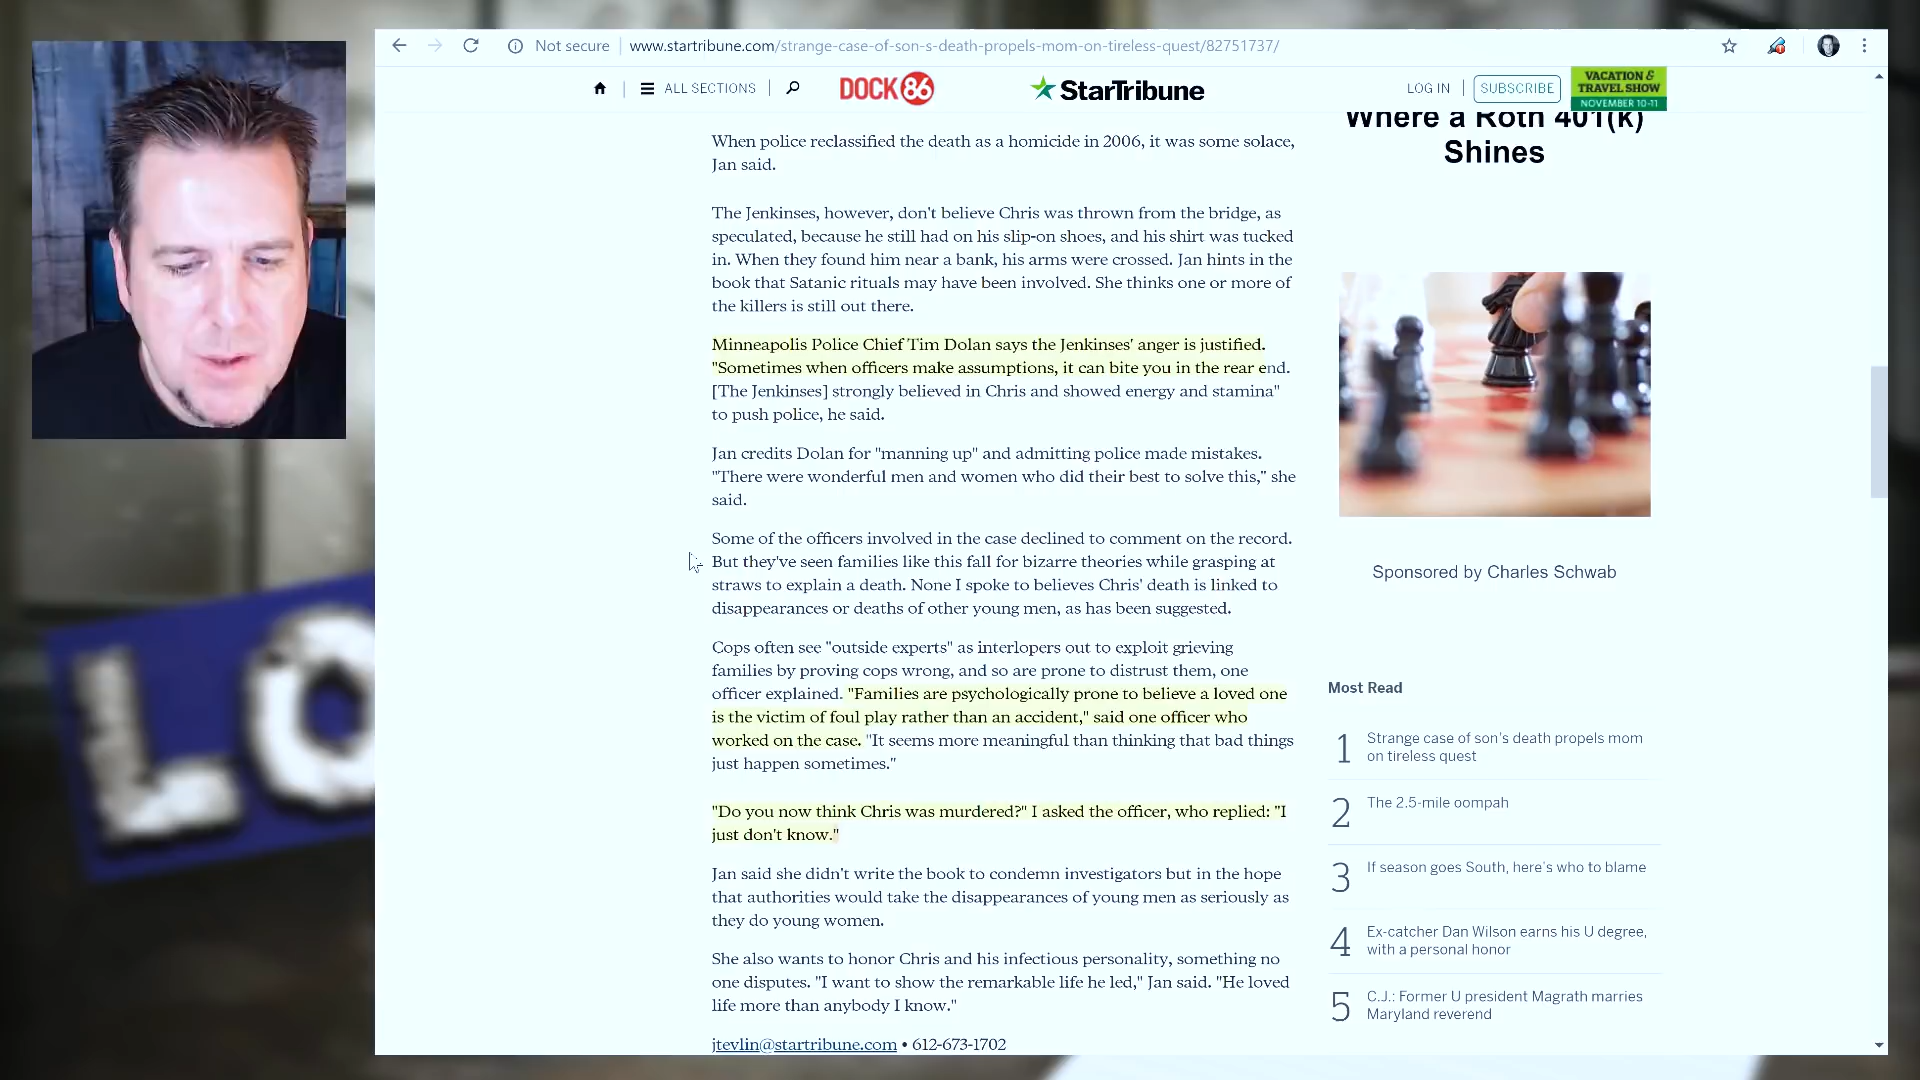 Not secure
www.startribune.com/strange-case-of-son-s-death-propels-mom-on-tireless-quest/82751737/
ALL SECTIONS
DOCK 86
StarTribune
LOG IN
SUBSCRIBE
VACATION &
TRAVEL SHOW
NOVEMBER 10-11
When police reclassified the death as a homicide in 2006, it was some solace,
Jan said.
The Jenkinses, however, don't believe Chris was thrown from the bridge, as
speculated, because he still had on his slip-on shoes, and his shirt was tucked
in. When they found him near a bank, his arms were crossed. Jan hints in the
book that Satanic rituals may have been involved. She thinks one or more of
the killers is still out there.
Minneapolis Police Chief Tim Dolan says the Jenkinses' anger is justified.
"Sometimes when officers make assumptions, it can bite you in the rear end.
[The Jenkinses] strongly believed in Chris and showed energy and stamina"
to push police, he said.
Jan credits Dolan for "manning up" and admitting police made mistakes.
"There were wonderful men and women who did their best to solve this," she
said.
Some of the officers involved in the case declined to comment on the record.
But they've seen families like this fall for bizarre theories while grasping at
straws to explain a death. None I spoke to believes Chris' death is linked to
disappearances or deaths of other young men, as has been suggested.
Cops often see "outside experts" as interlopers out to exploit grieving
families by proving cops wrong, and so are prone to distrust them, one
officer explained. "Families are psychologically prone to believe a loved one
is the victim of foul play rather than an accident," said one officer who
worked on the case. "It seems more meaningful than thinking that bad things
just happen sometimes."
"Do you now think Chris was murdered?" I asked the officer, who replied: "I
just don't know."
Jan said she didn't write the book to condemn investigators but in the hope
that authorities would take the disappearances of young men as seriously as
they do young women.
She also wants to honor Chris and his infectious personality, something no
one disputes. "I want to show the remarkable life he led," Jan said. "He loved
life more than anybody I know."
jtevlin@startribune.com • 612-673-1702
Where a Roth 401(k)
Shines
Sponsored by Charles Schwab
Most Read
1 Strange case of son's death propels mom
on tireless quest
2 The 2.5-mile oompah
3 If season goes South, here's who to blame
4 Ex-catcher Dan Wilson earns his U degree,
with a personal honor
5 C.J.: Former U president Magrath marries
Maryland reverend
LO